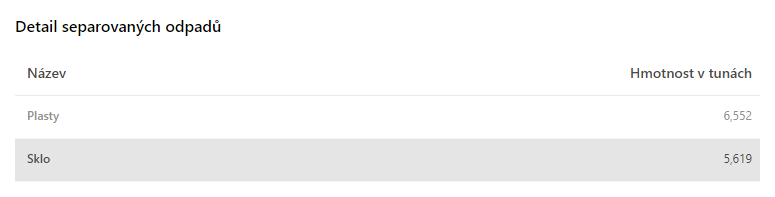 Detail separovaných odpadů
Název Hmotnost v tunách
Plasty 6,552
Sklo 5,619